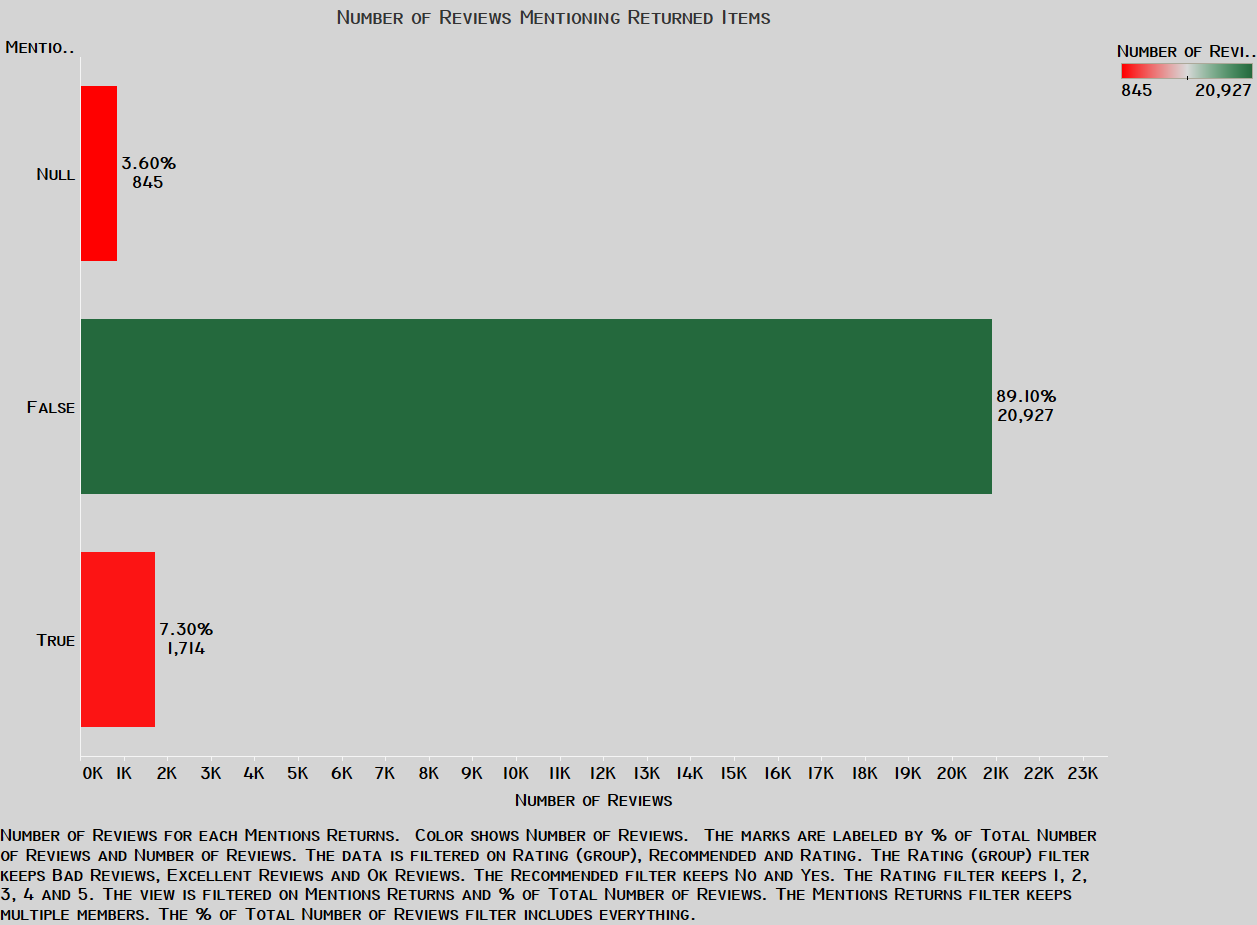 Number of Reviews Mentioning Returned Items
Mentio..
Number of Revi..
845 20,927
Null
3.60%
845
False
89.10%
20,927
True
7.30%
1,714
0K 1K 2K 3K 4K 5K 6K 7K 8K 9K 10K 11K 12K 13K 14K 15K 16K 17K 18K 19K 20K 21K 22K 23K
Number of Reviews
Number of Reviews for each Mentions Returns.  Color shows Number of Reviews.  The marks are labeled by % of Total Number
of Reviews and Number of Reviews. The data is filtered on Rating (group), Recommended and Rating. The Rating (group) filter
keeps Bad Reviews, Excellent Reviews and Ok Reviews. The Recommended filter keeps No and Yes. The Rating filter keeps 1, 2,
3, 4 and 5. The view is filtered on Mentions Returns and % of Total Number of Reviews. The Mentions Returns filter keeps
multiple members. The % of Total Number of Reviews filter includes everything.